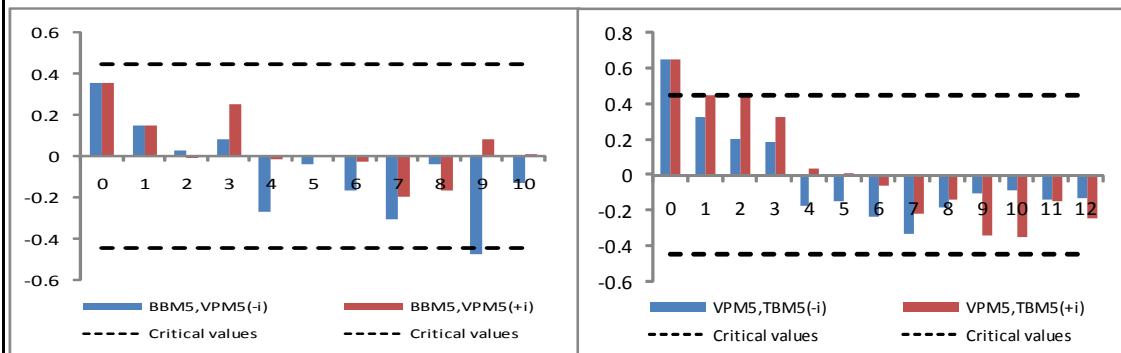 0.6
0.4
0.2
0
-0.2
-0.4
-0.6
0 1 2 3 4 5 6 7 8 9 10
BBM5,VPM5(-i) BBM5,VPM5(+i)
Critical values Critical values
0.8
0.6
0.4
0.2
0
-0.2
-0.4
-0.6
0 1 2 3 4 5 6 7 8 9 10 11 12
VPM5,TBM5(-i) VPM5,TBM5(+i)
Critical values Critical values